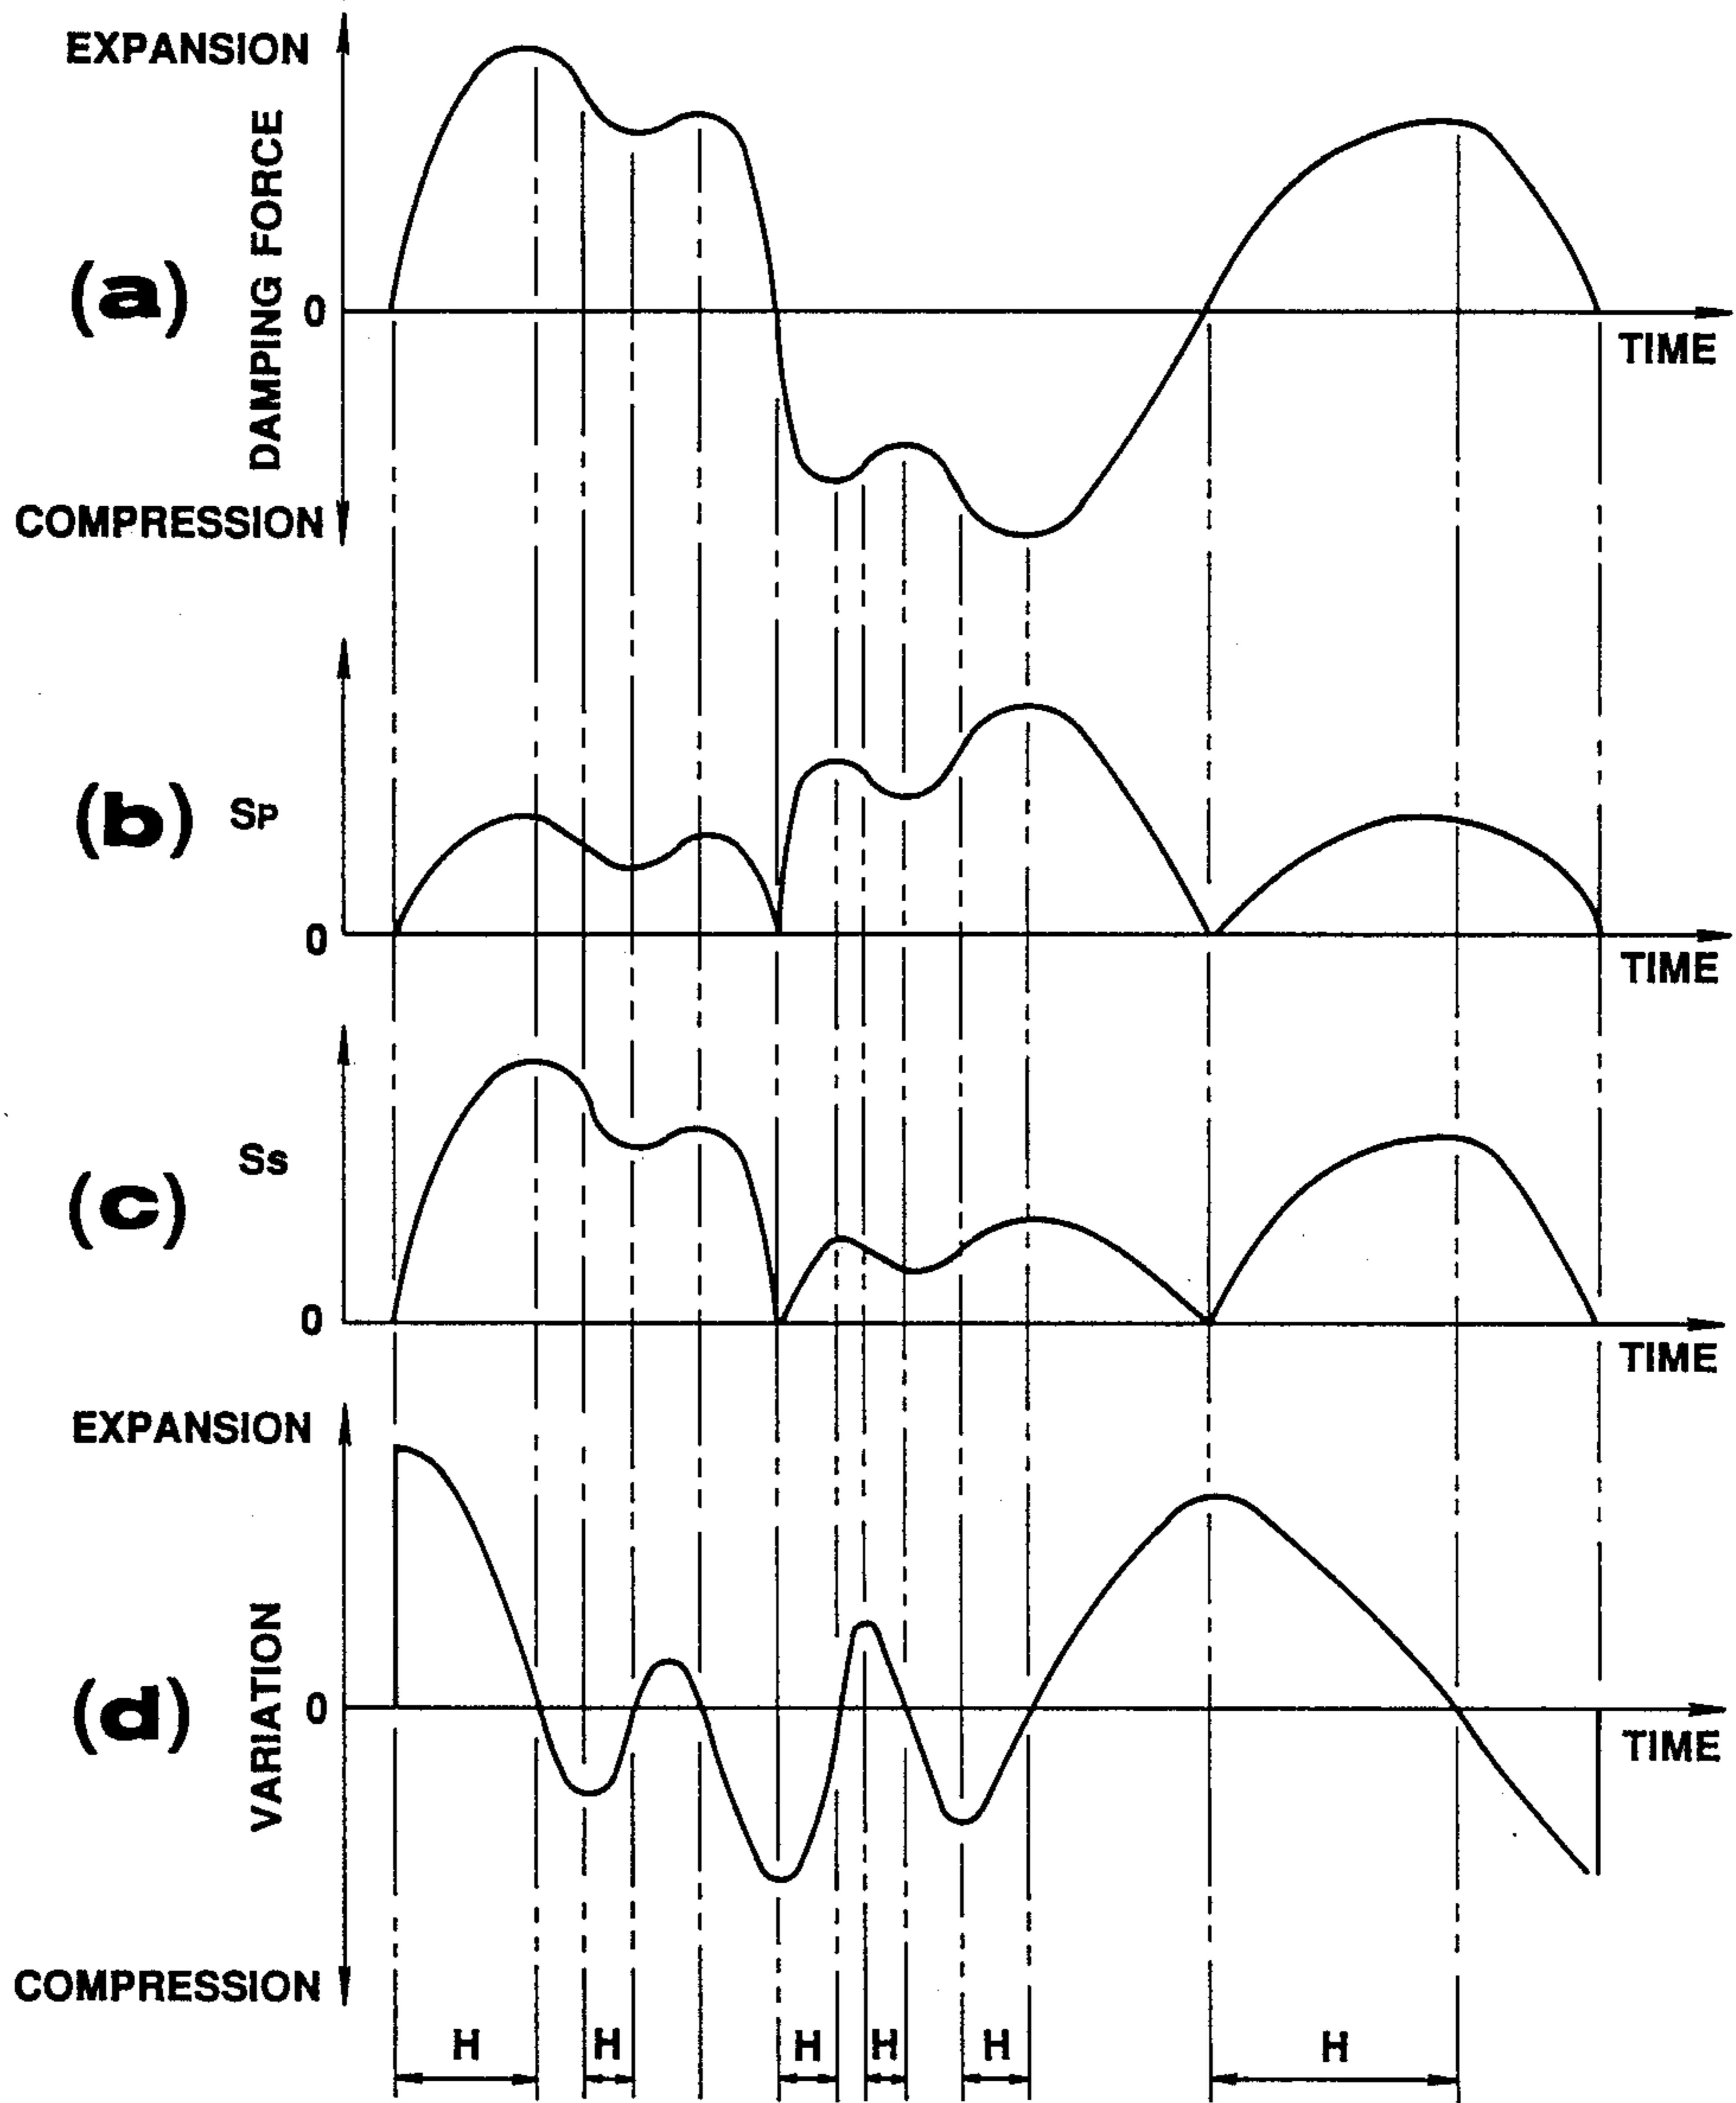 EXPANSION
DAMPING FORCE
(a)
0
TIME
COMPRESSION
(b)
Sp
0
TIME
(c)
Ss
0
TIME
EXPANSION
VARIATION
(d)
0
TIME
COMPRESSION
H H H H H H